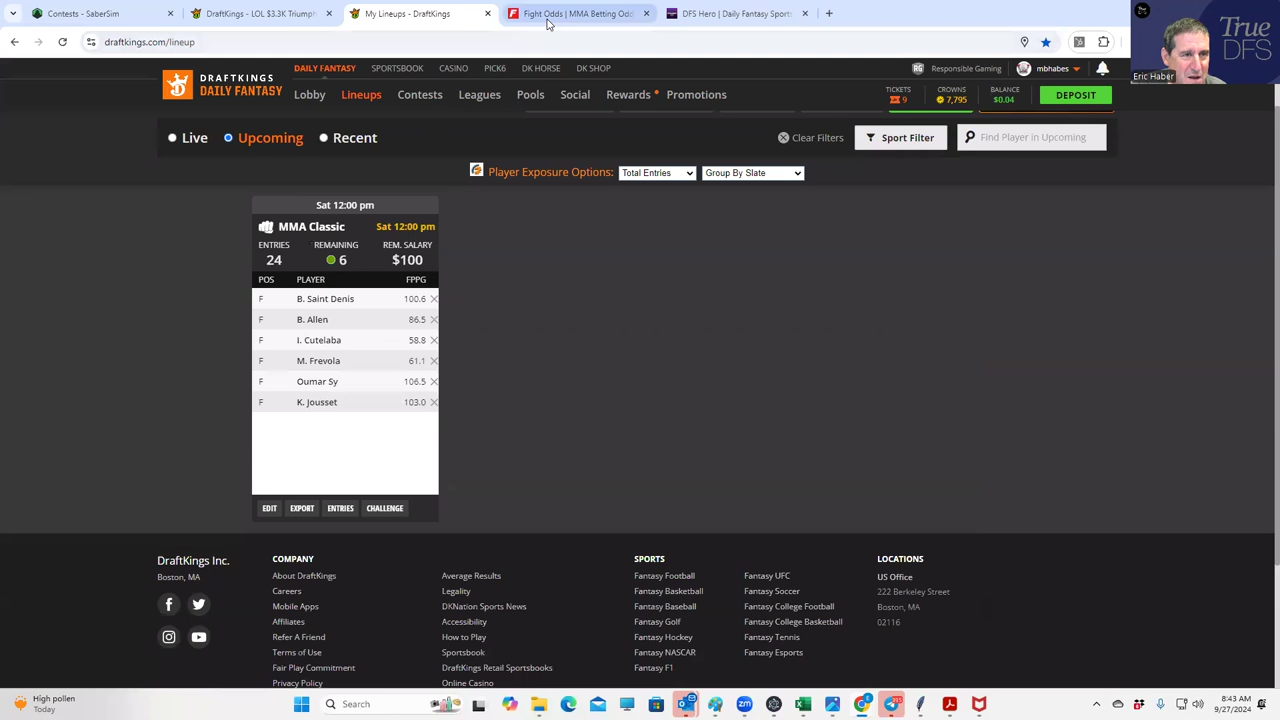 Contests - SaberSim
DraftKings - LOL $3.3K Triumph
My Lineups - DraftKings
Fight Odds | MMA Betting Odd
DFS Hero | Daily Fantasy Sport
draftkings.com/lineup
True
DFS
Eric Haber
DRAFTKINGS
DAILY FANTASY
DAILY FANTASY SPORTSBOOK CASINO PICK6 DK HORSE DK SHOP
RG Responsible Gaming mbhabes
Lobby Lineups Contests Leagues Pools Social Rewards Promotions
TICKETS
9
CROWNS
7,795
BALANCE
$0.04
DEPOSIT
Live Upcoming Recent
Clear Filters Sport Filter Find Player in Upcoming
Player Exposure Options: Total Entries Group By Slate
Sat 12:00 pm
MMA Classic Sat 12:00 pm
ENTRIES REMAINING REM. SALARY
24 6 $100
POS PLAYER FPPG
F B. Saint Denis 100.6
F B. Allen 86.5
F I. Cutelaba 58.8
F M. Frevola 61.1
F Oumar Sy 106.5
F K. Jousset 103.0
EDIT EXPORT ENTRIES CHALLENGE
DraftKings Inc.
Boston, MA
COMPANY
About DraftKings
Careers
Mobile Apps
Affiliates
Refer A Friend
Terms of Use
Fair Play Commitment
Privacy Policy
Average Results
Legality
DKNation Sports News
Accessibility
How to Play
Sportsbook
DraftKings Retail Sportsbooks
Online Casino
SPORTS
Fantasy Football
Fantasy Basketball
Fantasy Baseball
Fantasy Golf
Fantasy Hockey
Fantasy NASCAR
Fantasy F1
Fantasy UFC
Fantasy Soccer
Fantasy College Football
Fantasy College Basketball
Fantasy Tennis
Fantasy Esports
LOCATIONS
US Office
222 Berkeley Street
Boston, MA
02116
High pollen
Today
Search
8:43 AM
9/27/2024